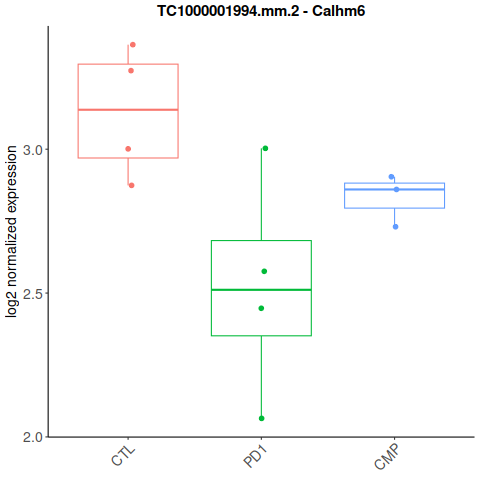 TC1000001994.mm.2 - Calhm6
log2 normalized expression
3.0
2.5
2.0
CTL
PD1
CMP